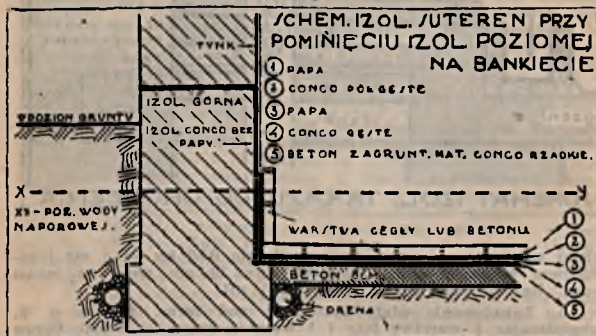 SCHEM. IZOL. SUTEREN PRZY
POMINIĘCIU IZOL POZIOMEJ
NA BANKIECIE
① PAPA
② CONCO PÓŁGĘSTE
③ PAPA
④ CONCO GĘSTE
⑤ BETON ZAGRUNT. MAT. CONCO RZADKIE.
TYNK
IZOL. GÓRNA
IZOL CONCO BEZ
PAPY.
POZIOM GRUNTU
X
Y
XY - POZ. WODY
NAPOROWEJ.
WARSTWA CEGŁY LUB BETONU
BETON 8CM.
DRENA
1
2
3
4
5